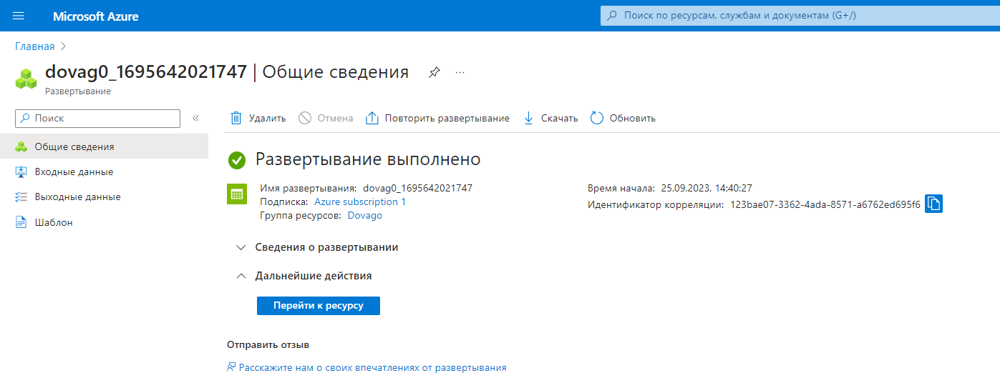 Microsoft Azure
Поиск по ресурсам, службам и документам (G+/)
Главная
dovag0_1695642021747 | Общие сведения
Развертывание
Поиск
Удалить
Отмена
Повторить развертывание
Скачать
Обновить
Общие сведения
Входные данные
Выходные данные
Шаблон
Развертывание выполнено
Имя развертывания: dovag0_1695642021747
Подписка: Azure subscription 1
Группа ресурсов: Dovago
Время начала: 25.09.2023, 14:40:27
Идентификатор корреляции: 123bae07-3362-4ada-8571-a6762ed695f6
Сведения о развертывании
Дальнейшие действия
Перейти к ресурсу
Отправить отзыв
Расскажите нам о своих впечатлениях от развертывания